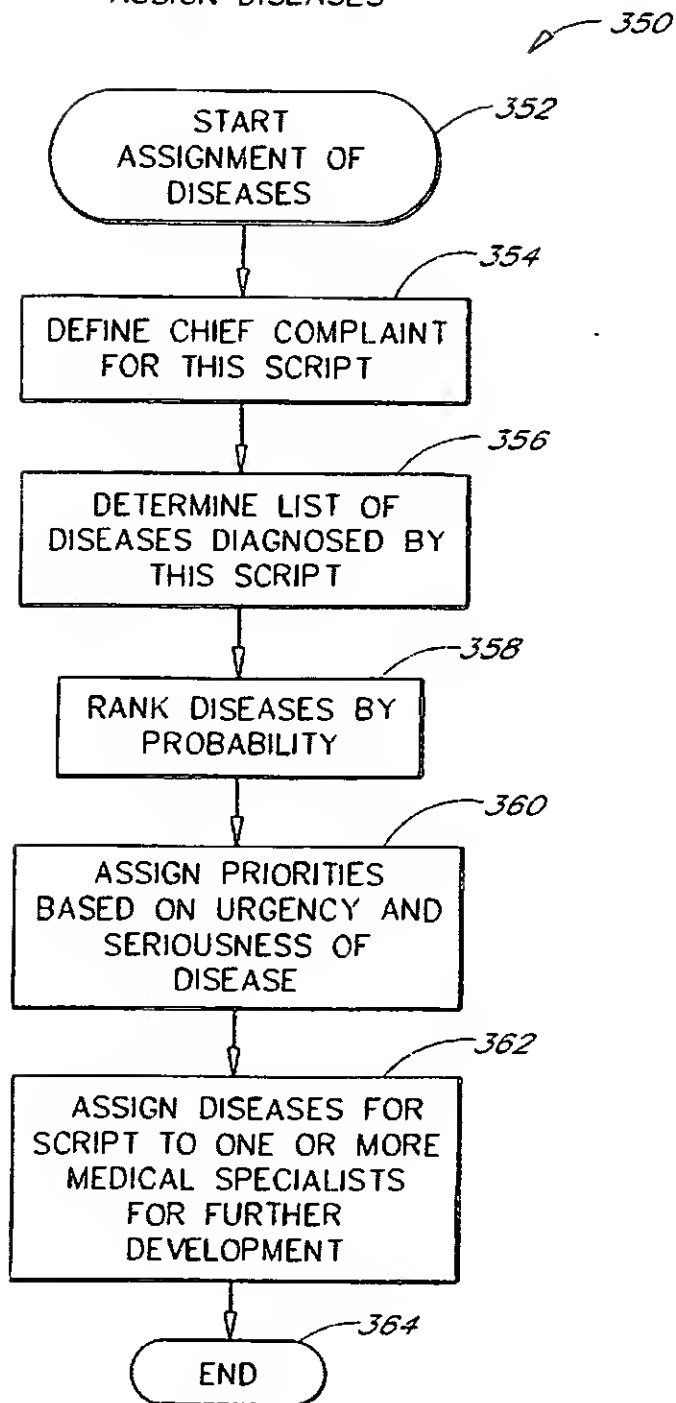 ASSIGN DISEASES
350
352
START
ASSIGNMENT OF
DISEASES
354
DEFINE CHIEF COMPLAINT
FOR THIS SCRIPT
356
DETERMINE LIST OF
DISEASES DIAGNOSED BY
THIS SCRIPT
358
RANK DISEASES BY
PROBABILITY
360
ASSIGN PRIORITIES
BASED ON URGENCY AND
SERIOUSNESS OF
DISEASE
362
ASSIGN DISEASES FOR
SCRIPT TO ONE OR MORE
MEDICAL SPECIALISTS
FOR FURTHER
DEVELOPMENT
364
END